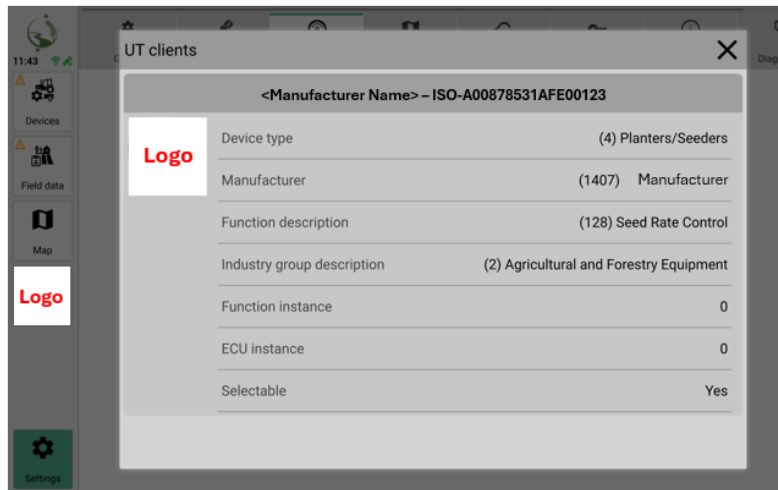 UT clients
11:43
Diag
<Manufacturer Name> – ISO-A00878531AFE00123
Logo
Device type (4) Planters/Seeders
Manufacturer (1407) Manufacturer
Function description (128) Seed Rate Control
Industry group description (2) Agricultural and Forestry Equipment
Function instance 0
ECU instance 0
Selectable Yes
Devices
Field data
Map
Logo
Settings